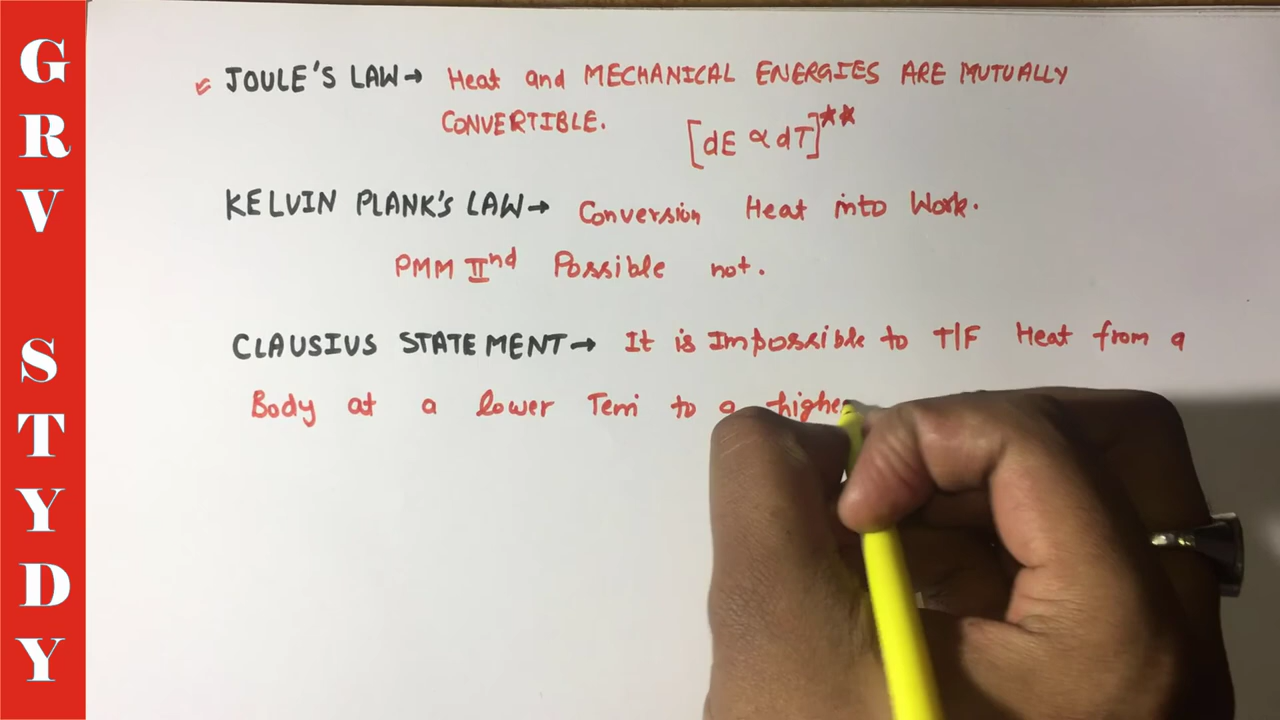 GRV STYDY
JOULE'S LAW → Heat and MECHANICAL ENERGIES ARE MUTUALLY
CONVERTIBLE. [dE ∝ dT]**
KELVIN PLANK'S LAW → Conversion Heat into Work.
PMM IInd Possible not.
CLAUSIUS STATEMENT → It is Impossible to T/F Heat from a
Body at a lower Tem to a higher